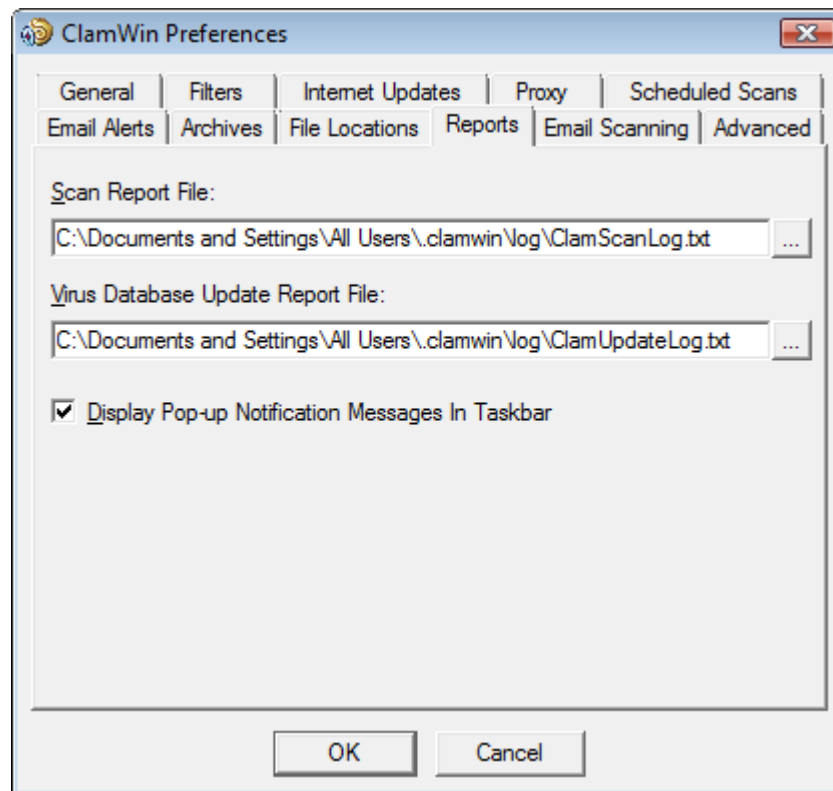 ClamWin Preferences
General Filters Internet Updates Proxy Scheduled Scans
Email Alerts Archives File Locations Reports Email Scanning Advanced
Scan Report File:
C:\Documents and Settings\All Users\.clamwin\log\ClamScanLog.txt ...
Virus Database Update Report File:
C:\Documents and Settings\All Users\.clamwin\log\ClamUpdateLog.txt ...
Display Pop-up Notification Messages In Taskbar
OK Cancel